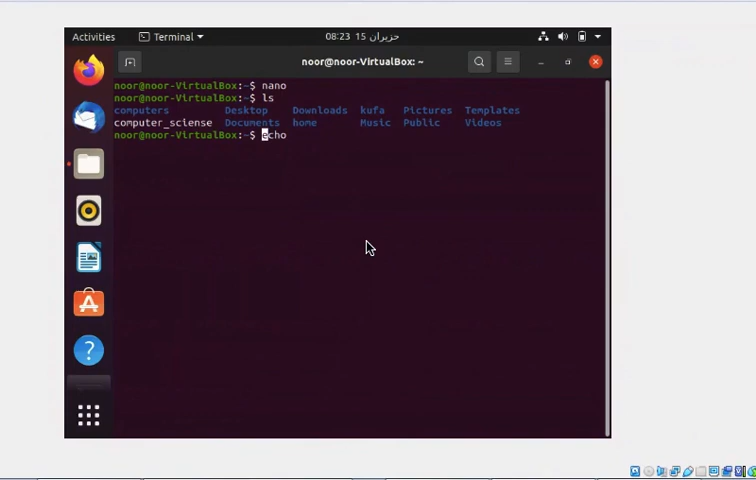 Activities Terminal 08:23 15 حزيران
noor@noor-VirtualBox: ~
noor@noor-VirtualBox:~$ nano
noor@noor-VirtualBox:~$ ls
computers Desktop Downloads kufa Pictures Templates
computer_sciense Documents home Music Public Videos
noor@noor-VirtualBox:~$ echo